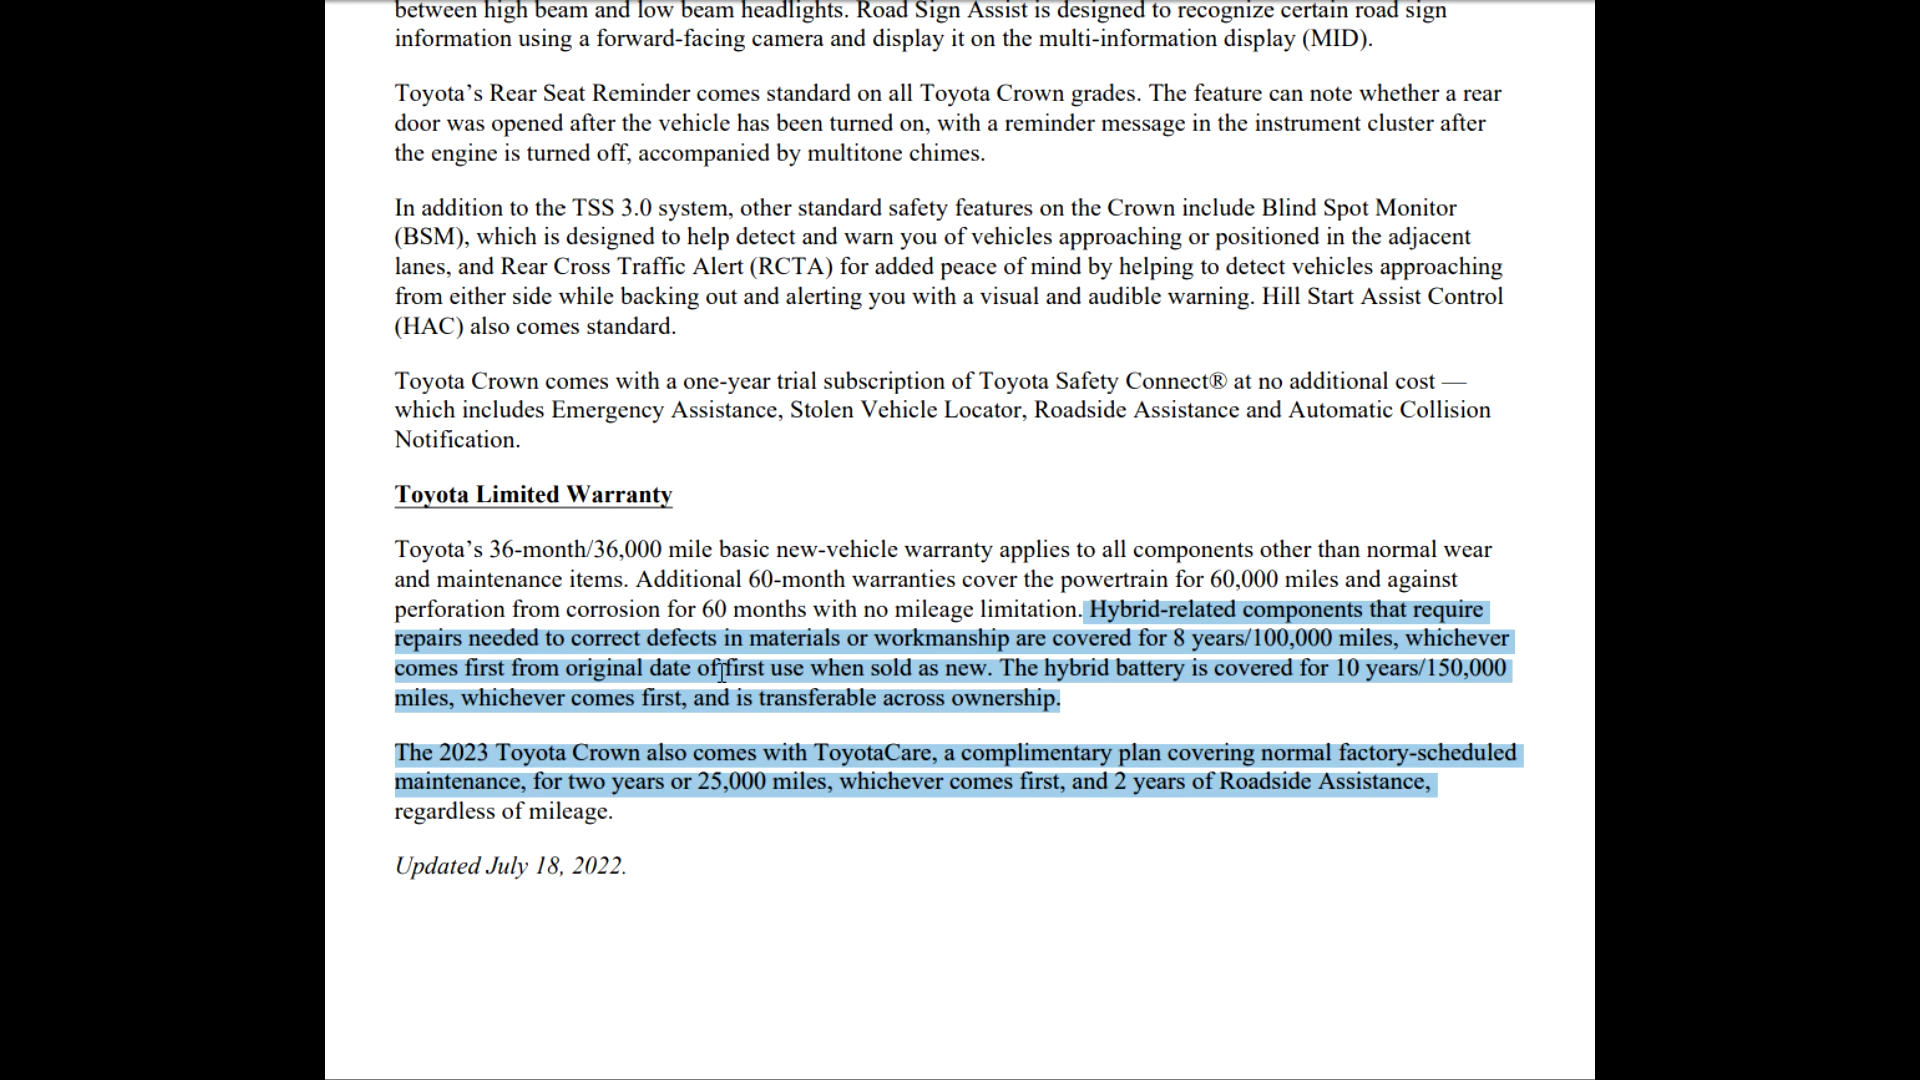 between high beam and low beam headlights. Road Sign Assist is designed to recognize certain road sign
information using a forward-facing camera and display it on the multi-information display (MID).
Toyota’s Rear Seat Reminder comes standard on all Toyota Crown grades. The feature can note whether a rear
door was opened after the vehicle has been turned on, with a reminder message in the instrument cluster after
the engine is turned off, accompanied by multitone chimes.
In addition to the TSS 3.0 system, other standard safety features on the Crown include Blind Spot Monitor
(BSM), which is designed to help detect and warn you of vehicles approaching or positioned in the adjacent
lanes, and Rear Cross Traffic Alert (RCTA) for added peace of mind by helping to detect vehicles approaching
from either side while backing out and alerting you with a visual and audible warning. Hill Start Assist Control
(HAC) also comes standard.
Toyota Crown comes with a one-year trial subscription of Toyota Safety Connect® at no additional cost —
which includes Emergency Assistance, Stolen Vehicle Locator, Roadside Assistance and Automatic Collision
Notification.
Toyota Limited Warranty
Toyota’s 36-month/36,000 mile basic new-vehicle warranty applies to all components other than normal wear
and maintenance items. Additional 60-month warranties cover the powertrain for 60,000 miles and against
perforation from corrosion for 60 months with no mileage limitation. Hybrid-related components that require
repairs needed to correct defects in materials or workmanship are covered for 8 years/100,000 miles, whichever
comes first from original date of first use when sold as new. The hybrid battery is covered for 10 years/150,000
miles, whichever comes first, and is transferable across ownership.
The 2023 Toyota Crown also comes with ToyotaCare, a complimentary plan covering normal factory-scheduled
maintenance, for two years or 25,000 miles, whichever comes first, and 2 years of Roadside Assistance,
regardless of mileage.
Updated July 18, 2022.